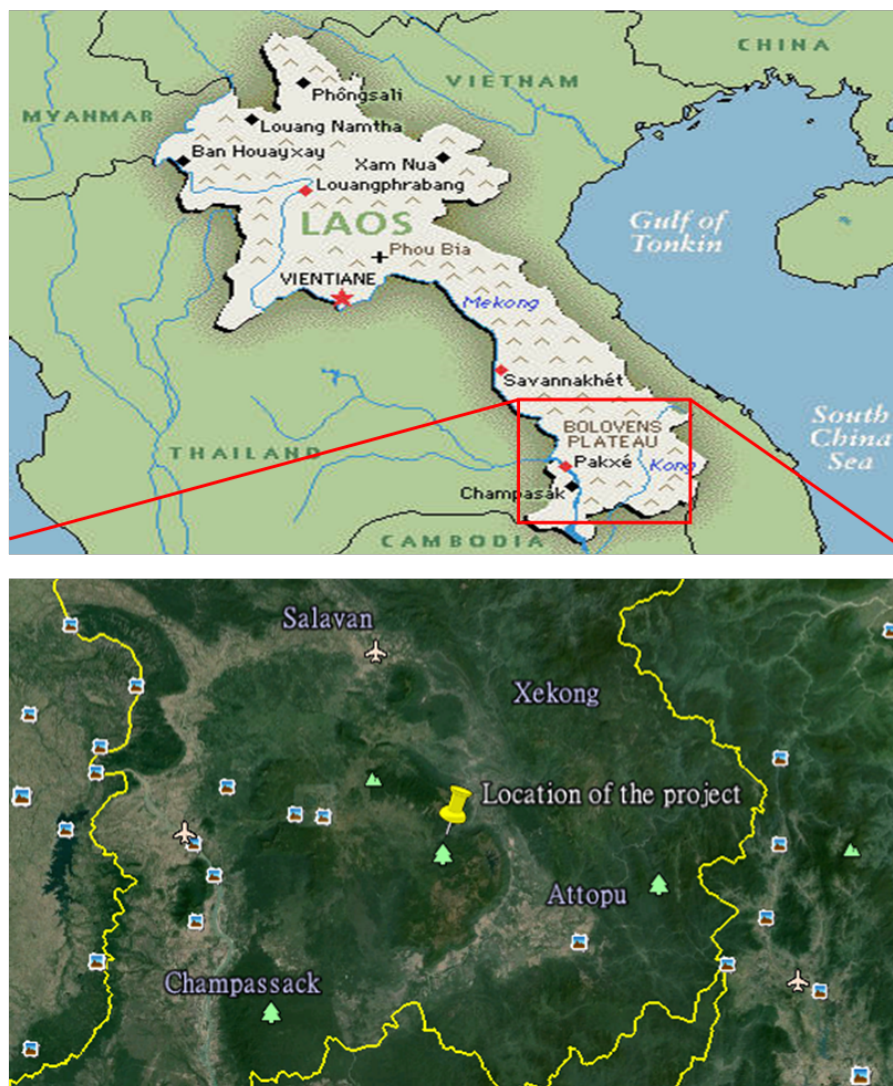 CHINA
VIETNAM
MYANMAR
Phôngsali
Louang Namtha
Ban Houayxay
Xam Nua
Louangphrabang
LAOS
Gulf of
Tonkin
Phou Bia
VIENTIANE
Mekong
Savannakhét
South
China
Sea
THAILAND
BOLOVENS
PLATEAU
Pakxé
Kong
Champasak
CAMBODIA
Salavan
Xekong
Location of the project
Attopu
Champassack